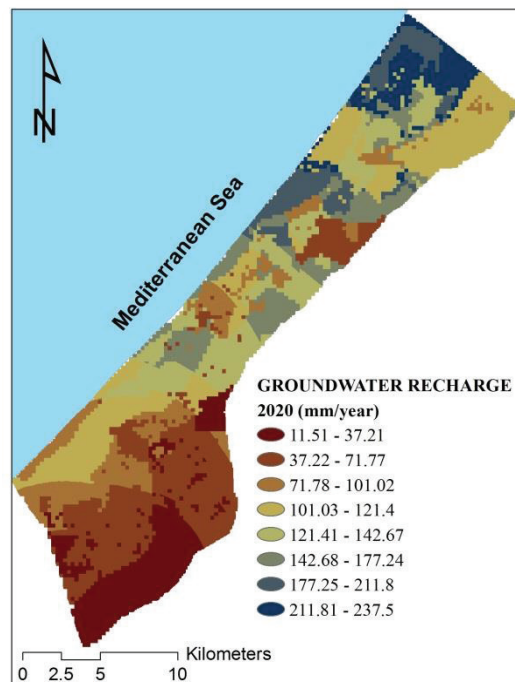 N
Mediterranean Sea
GROUNDWATER RECHARGE
2020 (mm/year)
11.51 - 37.21
37.22 - 71.77
71.78 - 101.02
101.03 - 121.4
121.41 - 142.67
142.68 - 177.24
177.25 - 211.8
211.81 - 237.5
Kilometers
0 2.5 5 10